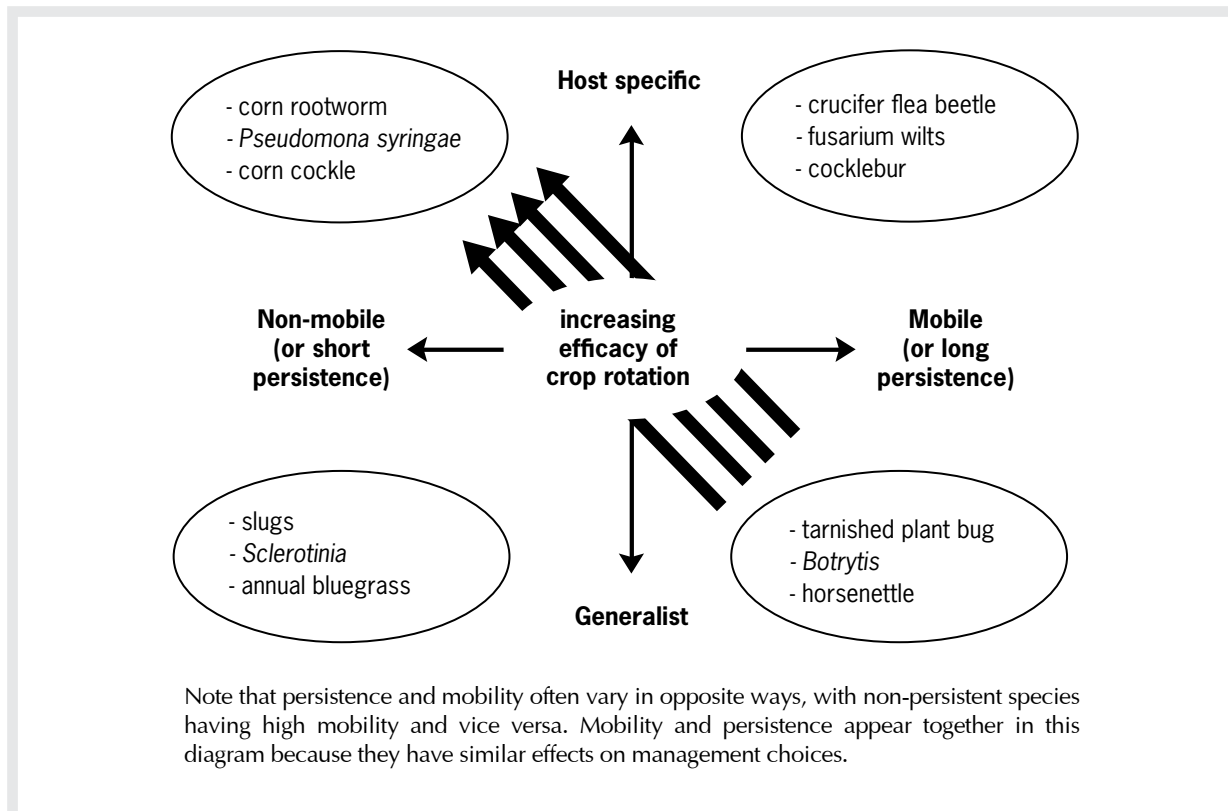 Host specific
- corn rootworm
- Pseudomona syringae
- corn cockle
- crucifer flea beetle
- fusarium wilts
- cocklebur
Non-mobile
(or short
persistence)
increasing
efficacy of
crop rotation
Mobile
(or long
persistence)
- slugs
- Sclerotinia
- annual bluegrass
- tarnished plant bug
- Botrytis
- horsenettle
Generalist
Note that persistence and mobility often vary in opposite ways, with non-persistent species
having high mobility and vice versa. Mobility and persistence appear together in this
diagram because they have similar effects on management choices.